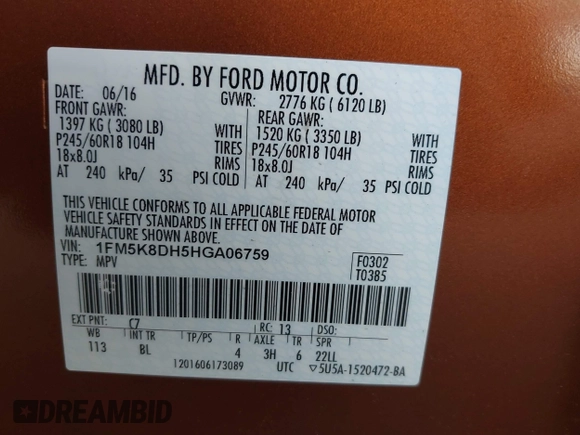 MFD. BY FORD MOTOR CO.
DATE: 06/16 GVWR: 2776 KG ( 6120 LB)
FRONT GAWR: REAR GAWR:
1397 KG ( 3080 LB) WITH 1520 KG ( 3350 LB) WITH
P245/60R18 104H TIRES P245/60R18 104H TIRES
18x8.0J RIMS 18x8.0J RIMS
AT 240 kPa/ 35 PSI COLD AT 240 kPa/ 35 PSI COLD
THIS VEHICLE CONFORMS TO ALL APPLICABLE FEDERAL MOTOR
VEHICLE SAFETY STANDARDS IN EFFECT ON THE DATE OF
MANUFACTURE SHOWN ABOVE.
VIN: 1FM5K8DH5HGA06759 F0302
TYPE: MPV T0385
EXT PNT: C7 RC: 13 DSO:
WB INT TR TP/PS R AXLE TR SPR
113 BL 4 3H 6 22LL
1201606173089 UTC ▽5U5A-1520472-BA
DREAMBID